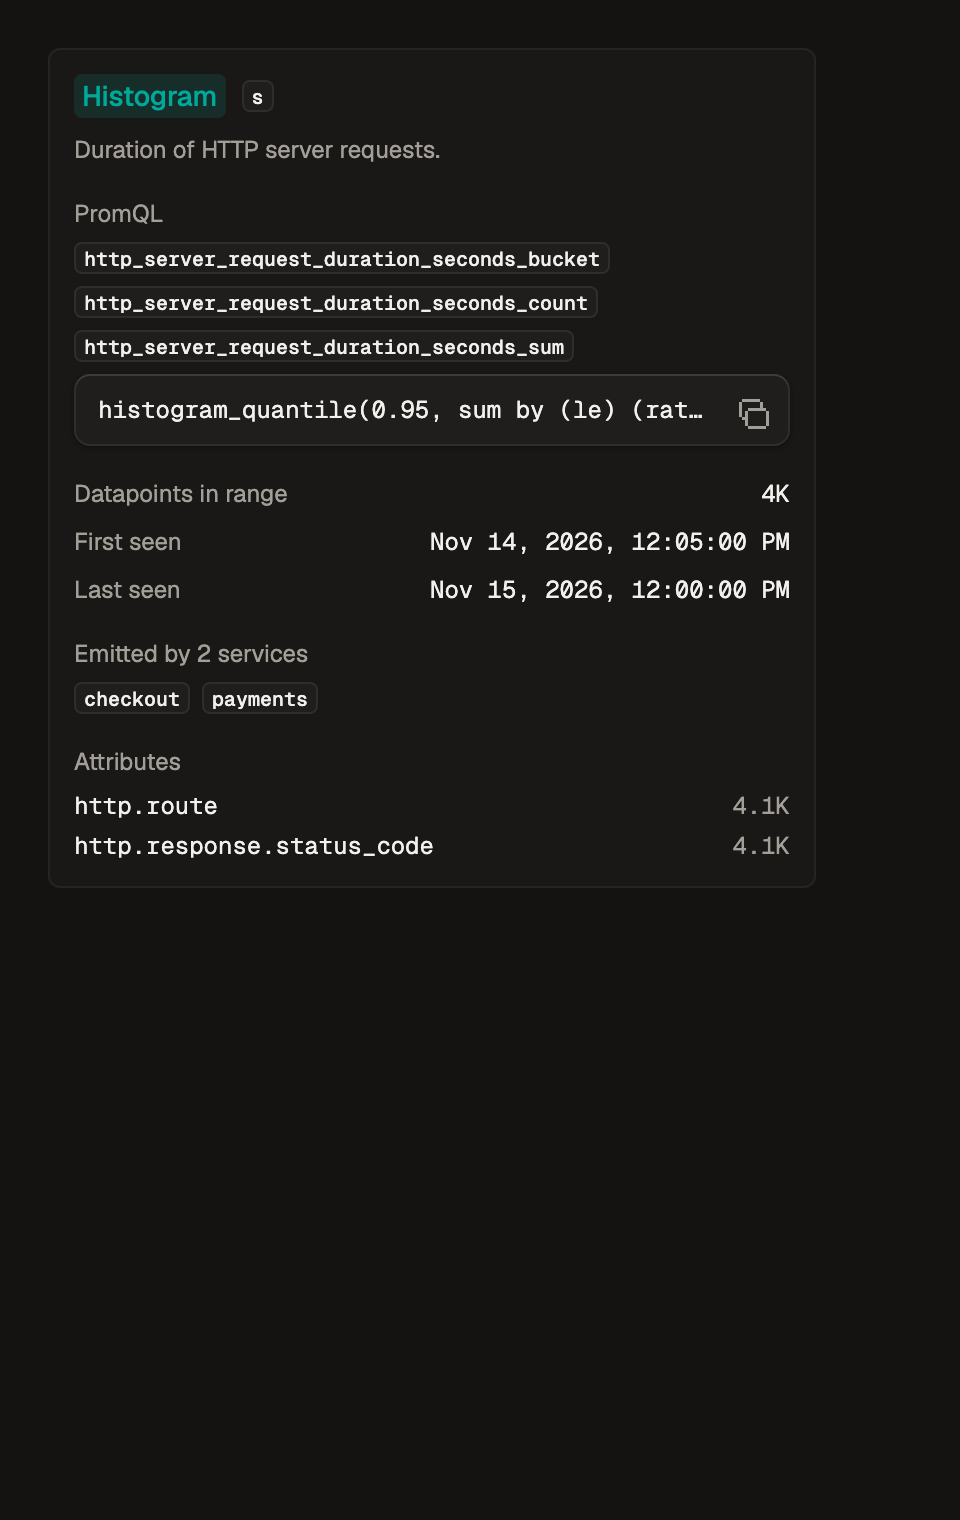 Histogram s
Duration of HTTP server requests.
PromQL
http_server_request_duration_seconds_bucket
http_server_request_duration_seconds_count
http_server_request_duration_seconds_sum
histogram_quantile(0.95, sum by (le) (rat…
Datapoints in range 4K
First seen Nov 14, 2026, 12:05:00 PM
Last seen Nov 15, 2026, 12:00:00 PM
Emitted by 2 services
checkout payments
Attributes
http.route 4.1K
http.response.status_code 4.1K